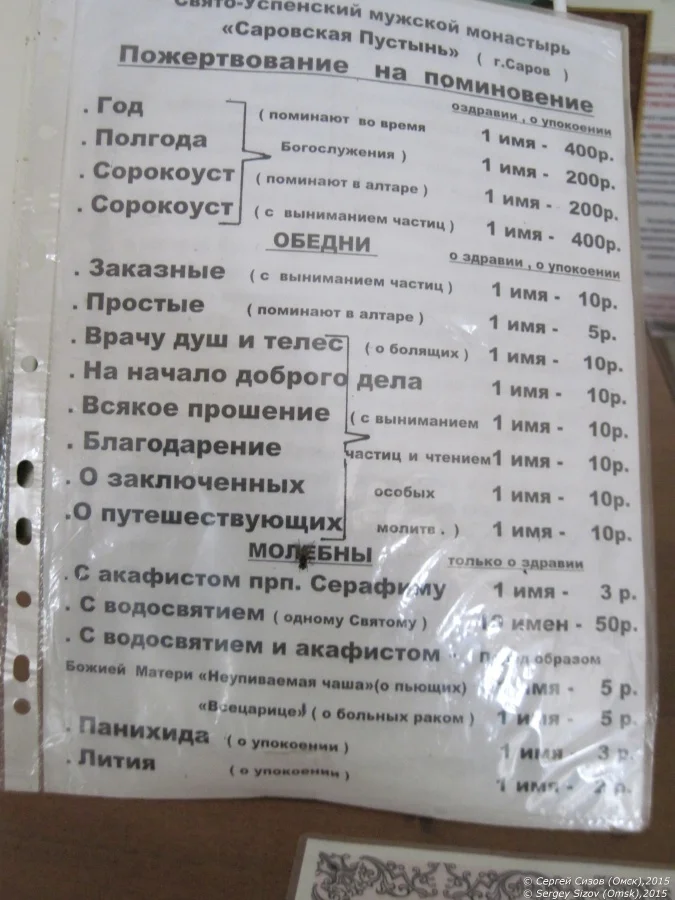 Свято-Успенский мужской монастырь
«Саровская Пустынь» ( г.Саров )
Пожертвование на поминовение
оздравии , о упокоении
. Год ( поминают во время 1 имя - 400р.
. Полгода Богослужения ) 1 имя - 200р.
. Сорокоуст ( поминают в алтаре ) 1 имя - 200р.
. Сорокоуст ( с выниманием частиц ) 1 имя - 400р.
ОБЕДНИ о здравии , о упокоении
. Заказные ( с выниманием частиц ) 1 имя - 10р.
. Простые ( поминают в алтаре ) 1 имя - 5р.
. Врачу душ и телес ( о болящих ) 1 имя - 10р.
. На начало доброго дела 1 имя - 10р.
. Всякое прошение ( с выниманием 1 имя - 10р.
. Благодарение частиц и чтением 1 имя - 10р.
. О заключенных особых 1 имя - 10р.
.О путешествующих молитв . ) 1 имя - 10р.
МОЛЕБНЫ только о здравии
. С акафистом прп. Серафиму 1 имя - 3 р.
. С водосвятием ( одному Святому ) имен - 50р.
. С водосвятием и акафистом образом
Божией Матери «Неупиваемая чаша»(о пьющих) имя - 5 р.
«Всецарице» ( о больных раком ) 1 имя - 5 р.
. Панихида ( о упокоении ) 1 имя 3 р.
. Лития ( о упокоении ) 1 имя - 2 р.
© Сергей Сизов (Омск),2015
© Sergey Sizov (Omsk),2015